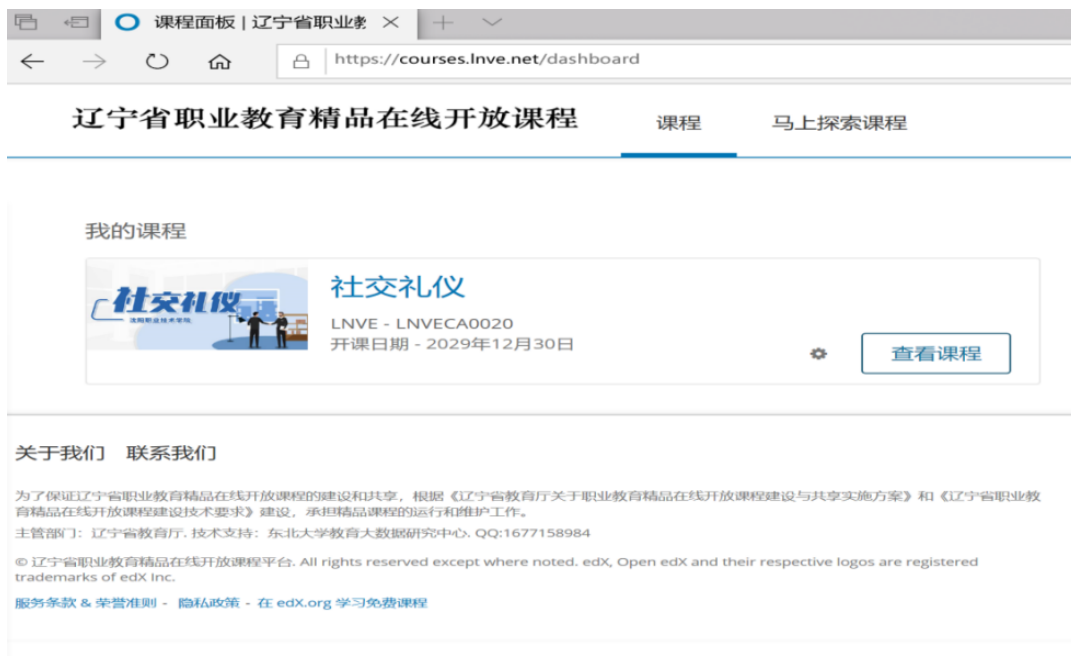 课程面板 | 辽宁省职业教
https://courses.lnve.net/dashboard
辽宁省职业教育精品在线开放课程
课程
马上探索课程
我的课程
社交礼仪
沈阳职业技术学院
社交礼仪
LNVE - LNVECA0020
开课日期 - 2029年12月30日
查看课程
关于我们 联系我们
为了保证辽宁省职业教育精品在线开放课程的建设和共享，根据《辽宁省教育厅关于职业教育精品在线开放课程建设与共享实施方案》和《辽宁省职业教
育精品在线开放课程建设技术要求》建设，承担精品课程的运行和维护工作。
主管部门：辽宁省教育厅. 技术支持：东北大学教育大数据研究中心. QQ:1677158984
© 辽宁省职业教育精品在线开放课程平台. All rights reserved except where noted. edX, Open edX and their respective logos are registered
trademarks of edX Inc.
服务条款 & 荣誉准则 - 隐私政策 - 在 edX.org 学习免费课程